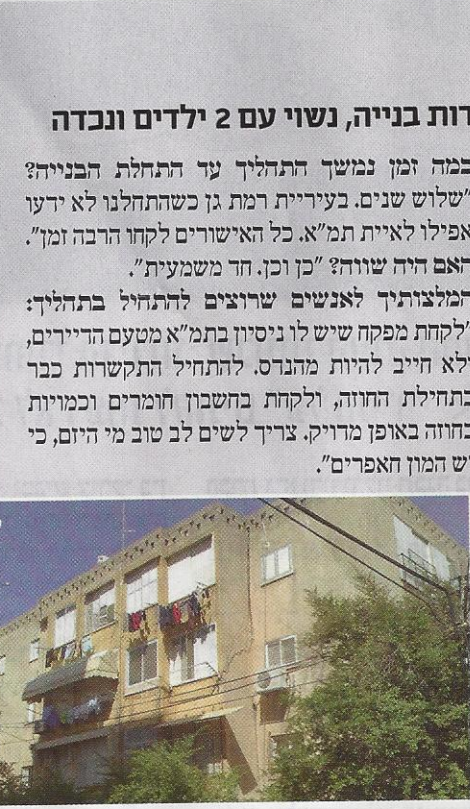 דות בנייה, נשוי עם 2 ילדים ונכדה
כמה זמן נמשך התהליך עד התחלת הבנייה?
"שלוש שנים. בעיריית רמת גן כשהתחלנו לא ידעו
אפילו לאיית תמ"א. כל האישורים לקחו הרבה זמן".
האם היה שווה? "כן וכן. חד משמעית".
המלצותיך לאנשים שרוצים להתחיל בתהליך:
"לקחת מפקח שיש לו ניסיון בתמ"א מטעם הדיירים,
ולא חייב להיות מהנדס. להתחיל התקשרות כבר
בתחילת החוזה, ולקחת בחשבון חומרים וכמויות
בחוזה באופן מדויק. צריך לשים לב טוב מי היזם, כי
יש המון חאפרים".